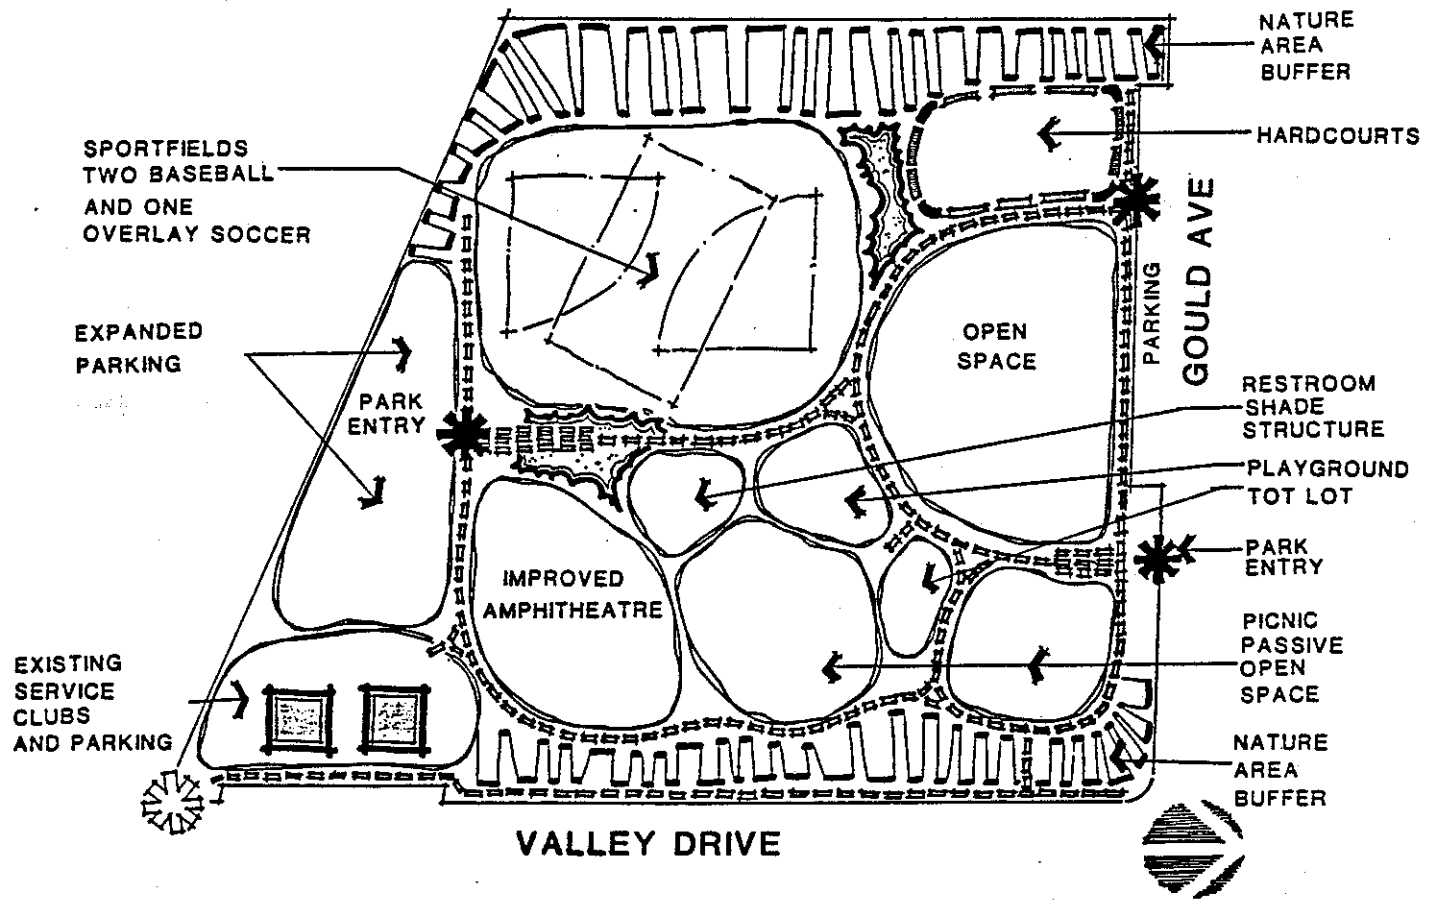 NATURE
AREA
BUFFER
HARDCOURTS
SPORTFIELDS
TWO BASEBALL
AND ONE
OVERLAY SOCCER
EXPANDED
PARKING
PARK
ENTRY
OPEN
SPACE
PARKING
GOULD AVE
RESTROOM
SHADE
STRUCTURE
PLAYGROUND
TOT LOT
PARK
ENTRY
IMPROVED
AMPHITHEATRE
PICNIC
PASSIVE
OPEN
SPACE
EXISTING
SERVICE
CLUBS
AND PARKING
NATURE
AREA
BUFFER
VALLEY DRIVE